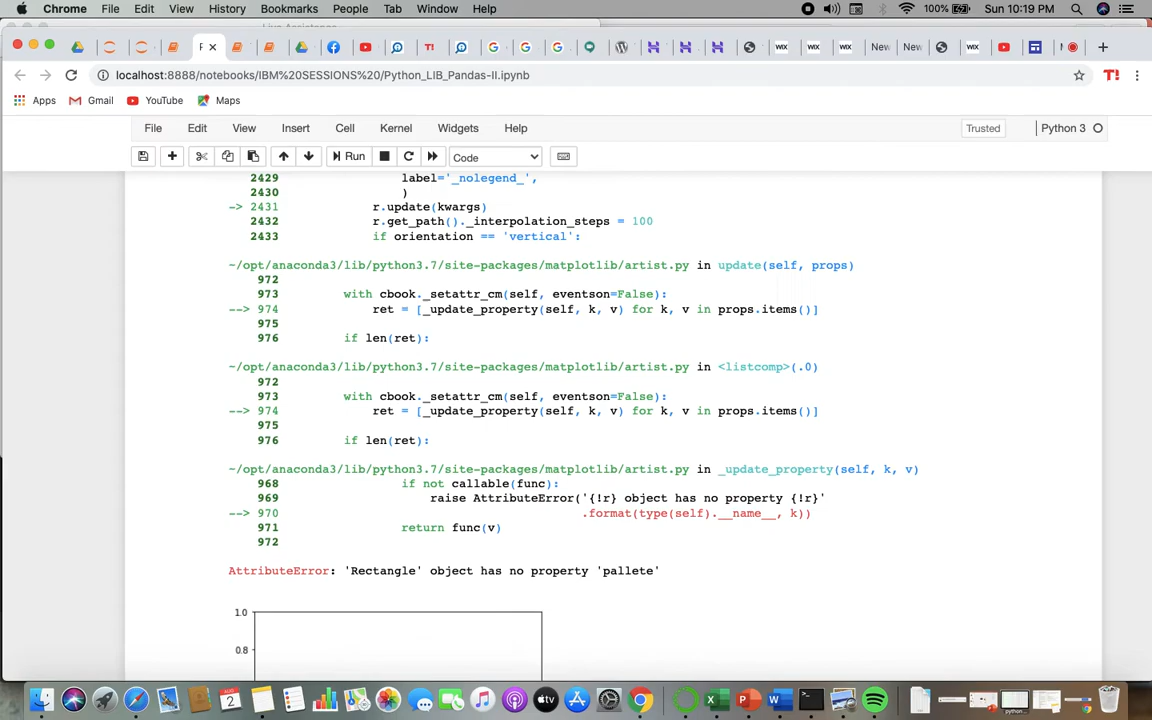 Chrome File Edit View History Bookmarks People Tab Window Help 100% Sun 10:19 PM
P T! New New
localhost:8888/notebooks/IBM%20SESSIONS%20/Python_LIB_Pandas-II.ipynb T!
Apps Gmail YouTube Maps
File Edit View Insert Cell Kernel Widgets Help Trusted Python 3
Run Code
2429 label='_nolegend_',
2430 )
-> 2431 r.update(kwargs)
2432 r.get_path()._interpolation_steps = 100
2433 if orientation == 'vertical':
~/opt/anaconda3/lib/python3.7/site-packages/matplotlib/artist.py in update(self, props)
972
973 with cbook._setattr_cm(self, eventson=False):
--> 974 ret = [_update_property(self, k, v) for k, v in props.items()]
975
976 if len(ret):
~/opt/anaconda3/lib/python3.7/site-packages/matplotlib/artist.py in <listcomp>(.0)
972
973 with cbook._setattr_cm(self, eventson=False):
--> 974 ret = [_update_property(self, k, v) for k, v in props.items()]
975
976 if len(ret):
~/opt/anaconda3/lib/python3.7/site-packages/matplotlib/artist.py in _update_property(self, k, v)
968 if not callable(func):
969 raise AttributeError('{!r} object has no property {!r}'
--> 970 .format(type(self).__name__, k))
971 return func(v)
972
AttributeError: 'Rectangle' object has no property 'pallete'
1.0
0.8